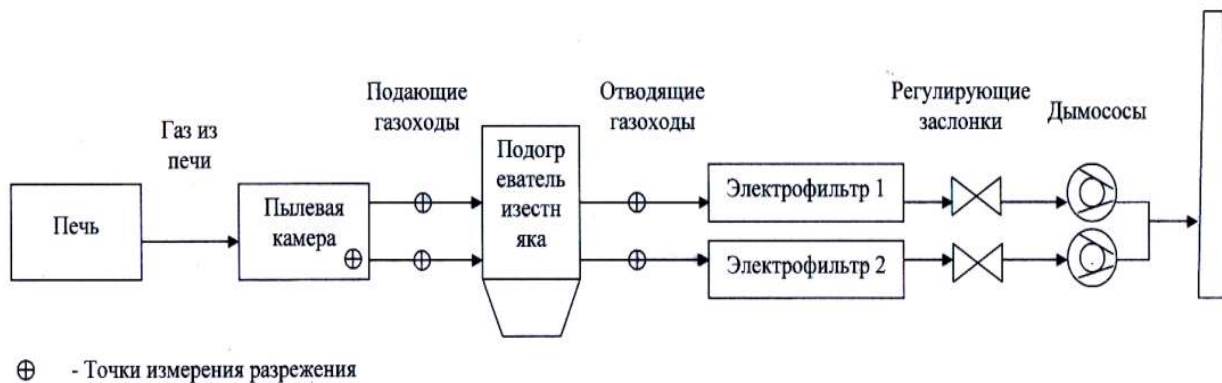 Газ из
печи
Подающие
газоходы
Отводящие
газоходы
Регулирующие
заслонки
Дымососы
Печь
Пылевая
камера
Подогр
еватель
изестн
яка
Электрофильтр 1
Электрофильтр 2
- Точки измерения разрежения